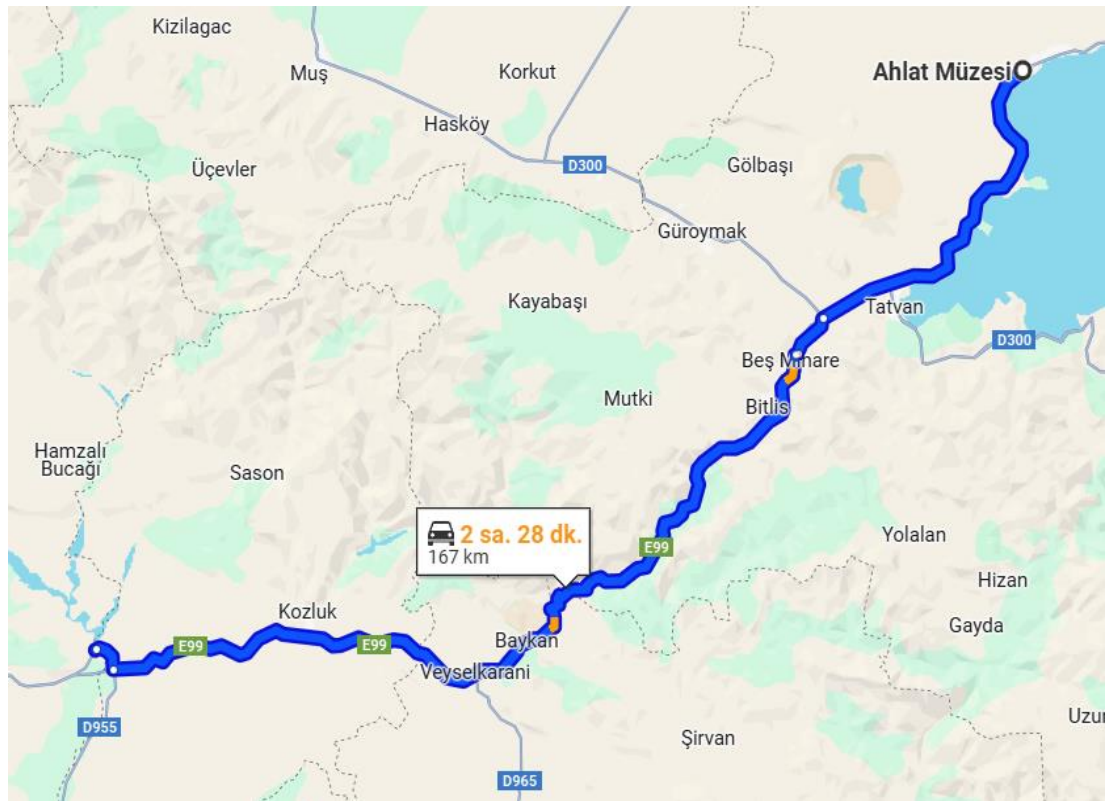 Kizilagac
Muş
Korkut
Ahlat Müzesi
Hasköy
D300
Üçevler
Gölbaşı
Güroymak
Kayabaşı
Tatvan
D300
Beş Minare
Mutki
Bitlis
Hamzalı
Bucağı
Sason
2 sa. 28 dk.
167 km
Yolalan
E99
Hizan
Kozluk
Gayda
E99
E99
Baykan
Veyselkarani
D955
Şirvan
Uzun
D965